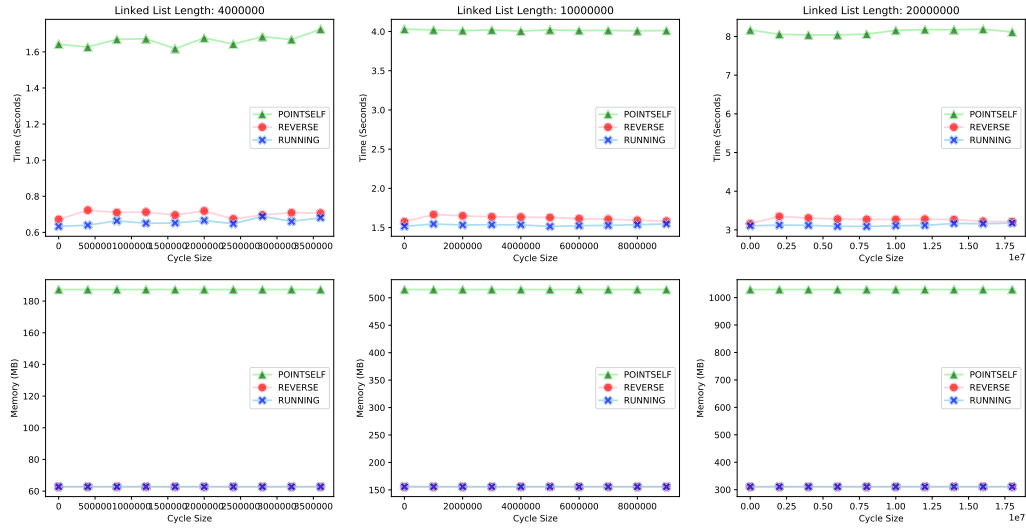 Linked List Length: 4000000
Time (Seconds)
1.6
1.4
1.2
1.0
0.8
0.6
POINTSELF
REVERSE
RUNNING
0 500000 1000000 1500000 2000000 2500000 3000000 3500000
Cycle Size
Linked List Length: 10000000
Time (Seconds)
4.0
3.5
3.0
2.5
2.0
1.5
POINTSELF
REVERSE
RUNNING
0 2000000 4000000 6000000 8000000
Cycle Size
Linked List Length: 20000000
Time (Seconds)
8
7
6
5
4
3
POINTSELF
REVERSE
RUNNING
0.00 0.25 0.50 0.75 1.00 1.25 1.50 1.75
Cycle Size
1e7
Memory (MB)
180
160
140
120
100
80
60
POINTSELF
REVERSE
RUNNING
0 500000 1000000 1500000 2000000 2500000 3000000 3500000
Cycle Size
Memory (MB)
500
450
400
350
300
250
200
150
POINTSELF
REVERSE
RUNNING
0 2000000 4000000 6000000 8000000
Cycle Size
Memory (MB)
1000
900
800
700
600
500
400
300
POINTSELF
REVERSE
RUNNING
0.00 0.25 0.50 0.75 1.00 1.25 1.50 1.75
Cycle Size
1e7